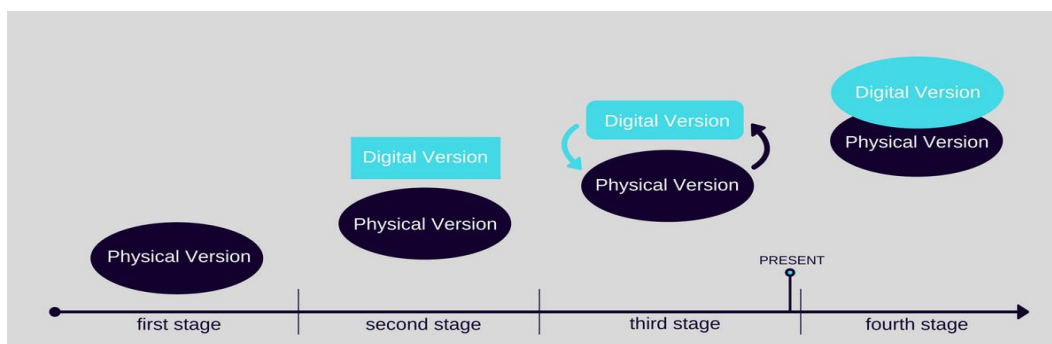 Physical Version
first stage
Digital Version
Physical Version
second stage
Digital Version
Physical Version
third stage
PRESENT
Digital Version
Physical Version
fourth stage